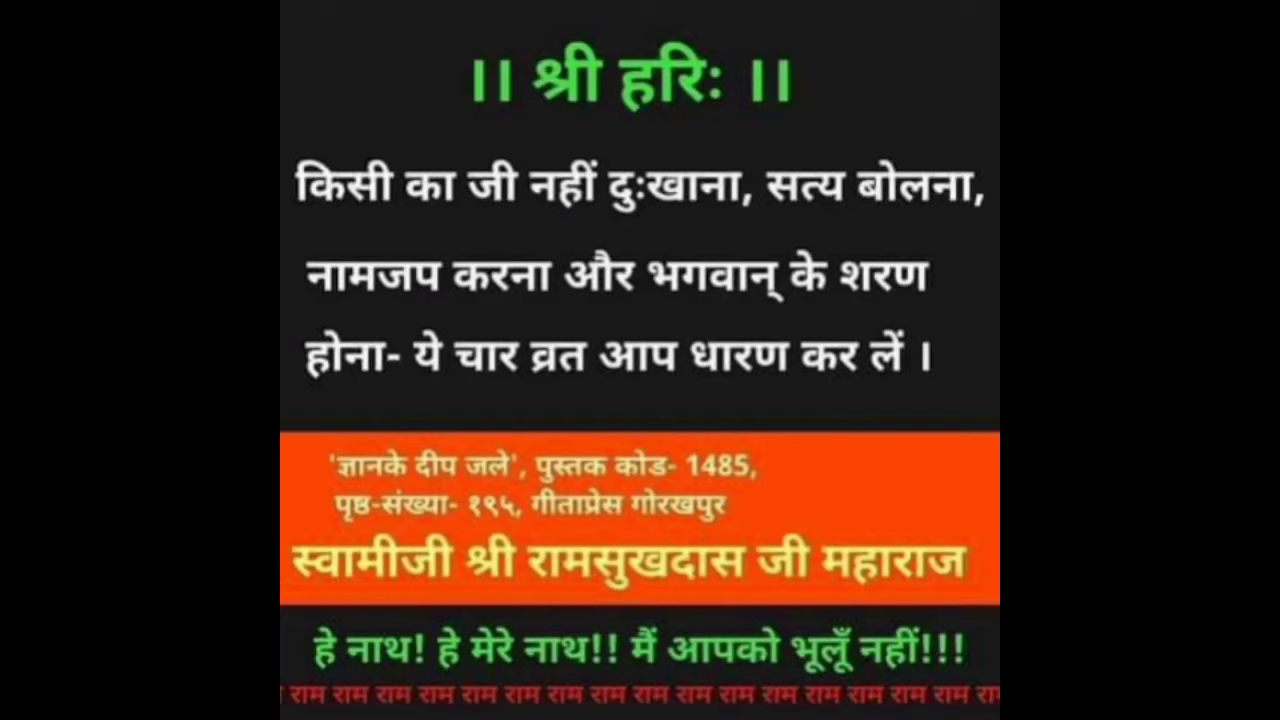 ।। श्री हरिः ।।
किसी का जी नहीं दुःखाना, सत्य बोलना,
नामजप करना और भगवान् के शरण
होना- ये चार व्रत आप धारण कर लें ।
'ज्ञानके दीप जले', पुस्तक कोड- 1485,
पृष्ठ-संख्या- १९५, गीताप्रेस गोरखपुर
स्वामीजी श्री रामसुखदास जी महाराज
हे नाथ! हे मेरे नाथ!! मैं आपको भूलूँ नहीं!!!
राम राम राम राम राम राम राम राम राम राम राम राम राम राम राम राम